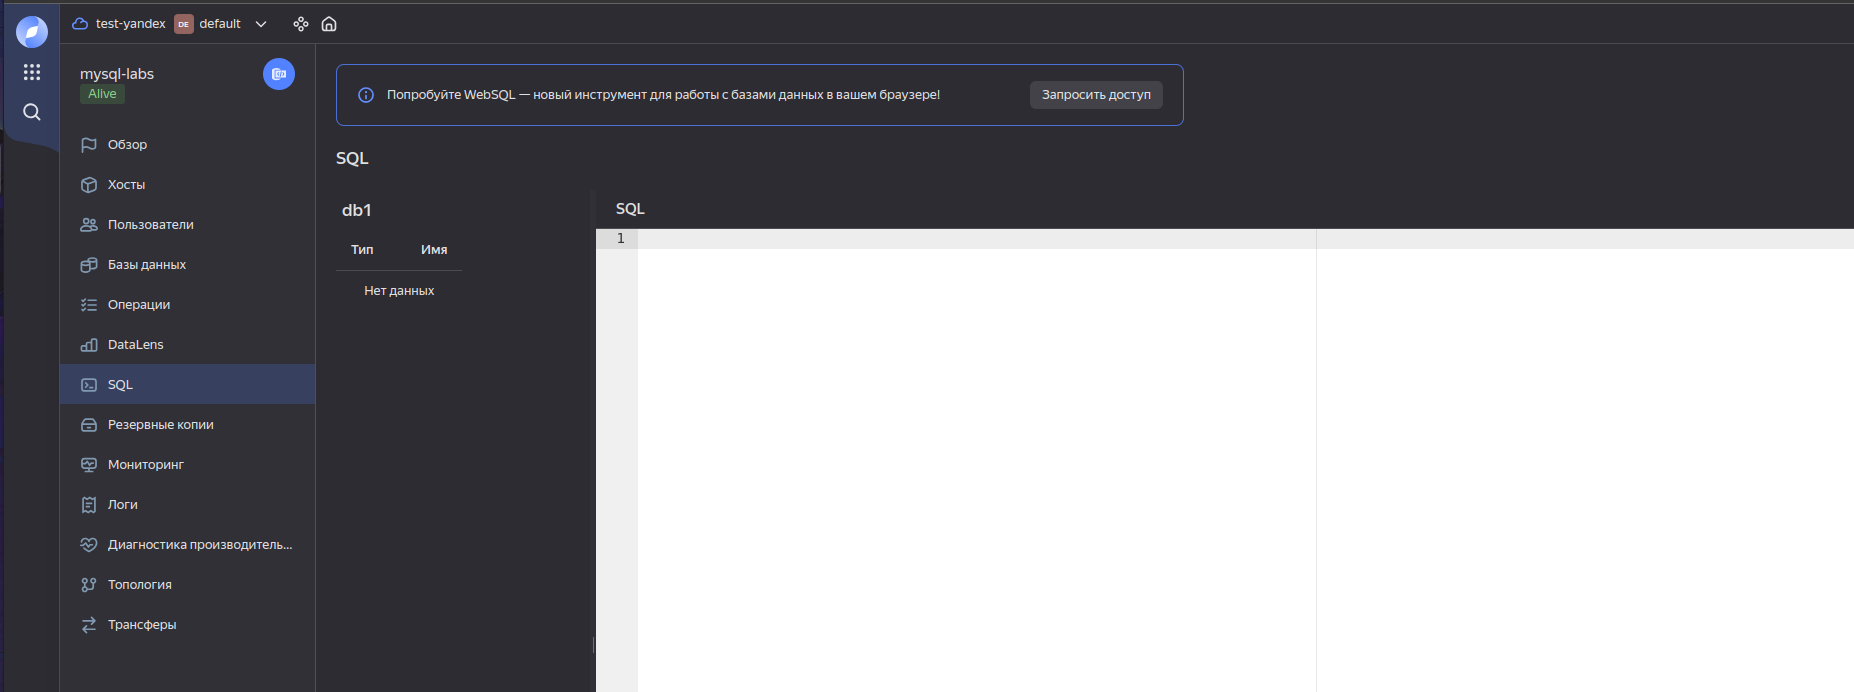 test-yandex DE default
mysql-labs
Alive
Обзор
Хосты
Пользователи
Базы данных
Операции
DataLens
SQL
Резервные копии
Мониторинг
Логи
Диагностика производитель...
Топология
Трансферы
Попробуйте WebSQL — новый инструмент для работы с базами данных в вашем браузере! Запросить доступ
SQL
db1
Тип Имя
Нет данных
SQL
1